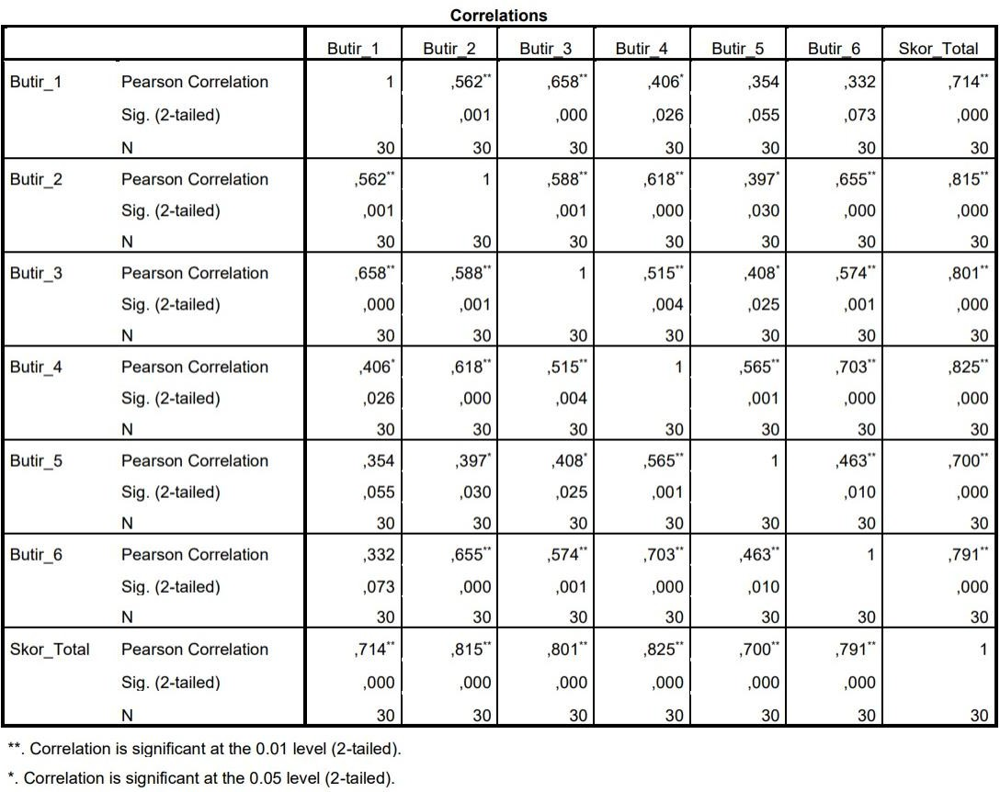 Correlations
Butir_1 Butir_2 Butir_3 Butir_4 Butir_5 Butir_6 Skor_Total
Butir_1 Pearson Correlation 1 ,562** ,658** ,406* ,354 ,332 ,714**
Sig. (2-tailed) ,001 ,000 ,026 ,055 ,073 ,000
N 30 30 30 30 30 30 30
Butir_2 Pearson Correlation ,562** 1 ,588** ,618** ,397* ,655** ,815**
Sig. (2-tailed) ,001 ,001 ,000 ,030 ,000 ,000
N 30 30 30 30 30 30 30
Butir_3 Pearson Correlation ,658** ,588** 1 ,515** ,408* ,574** ,801**
Sig. (2-tailed) ,000 ,001 ,004 ,025 ,001 ,000
N 30 30 30 30 30 30 30
Butir_4 Pearson Correlation ,406* ,618** ,515** 1 ,565** ,703** ,825**
Sig. (2-tailed) ,026 ,000 ,004 ,001 ,000 ,000
N 30 30 30 30 30 30 30
Butir_5 Pearson Correlation ,354 ,397* ,408* ,565** 1 ,463** ,700**
Sig. (2-tailed) ,055 ,030 ,025 ,001 ,010 ,000
N 30 30 30 30 30 30 30
Butir_6 Pearson Correlation ,332 ,655** ,574** ,703** ,463** 1 ,791**
Sig. (2-tailed) ,073 ,000 ,001 ,000 ,010 ,000
N 30 30 30 30 30 30 30
Skor_Total Pearson Correlation ,714** ,815** ,801** ,825** ,700** ,791** 1
Sig. (2-tailed) ,000 ,000 ,000 ,000 ,000 ,000
N 30 30 30 30 30 30 30
**. Correlation is significant at the 0.01 level (2-tailed).
*. Correlation is significant at the 0.05 level (2-tailed).